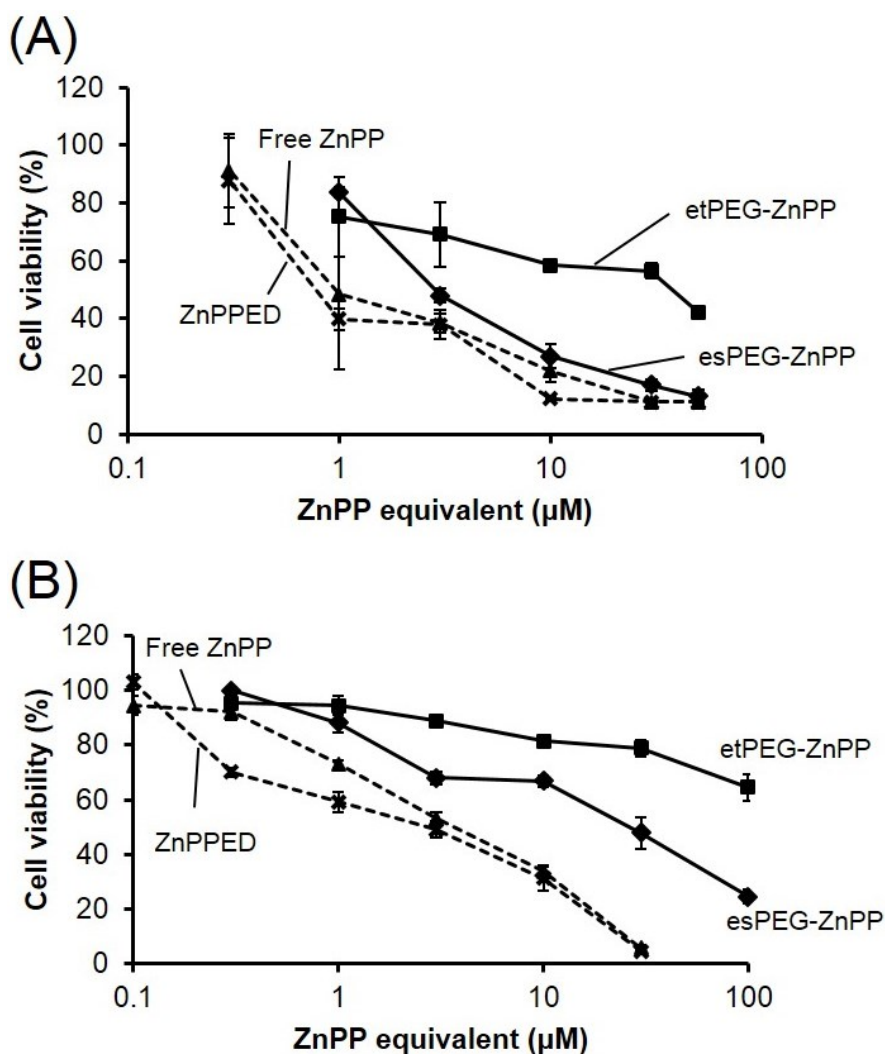 (A)
120
100
80
60
40
20
0
Cell viability (%)
Free ZnPP
ZnPPED
etPEG-ZnPP
esPEG-ZnPP
0.1 1 10 100
ZnPP equivalent (µM)
(B)
120
100
80
60
40
20
0
Cell viability (%)
Free ZnPP
ZnPPED
etPEG-ZnPP
esPEG-ZnPP
0.1 1 10 100
ZnPP equivalent (µM)